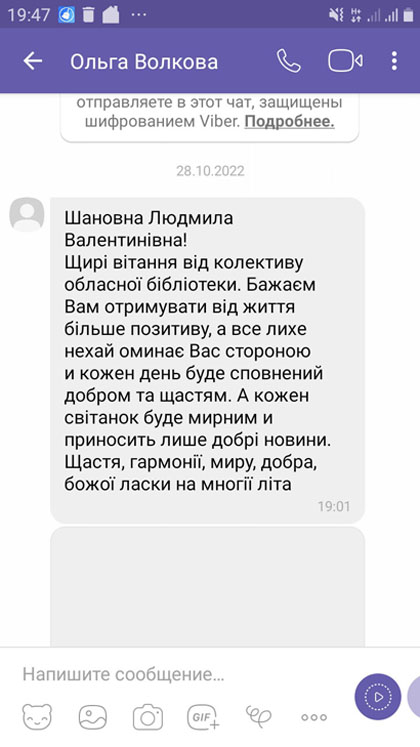 19:47
Ольга Волкова
отправляете в этот чат, защищены
шифрованием Viber. Подробнее.
28.10.2022
Шановна Людмила
Валентинівна!
Щирі вітання від колективу
обласної бібліотеки. Бажаєм
Вам отримувати від життя
більше позитиву, а все лихе
нехай оминає Вас стороною
и кожен день буде сповнений
добром та щастям. А кожен
світанок буде мирним и
приносить лише добрі новини.
Щастя, гармонії, миру, добра,
божої ласки на многії літа
19:01
Напишите сообщение...
GIF